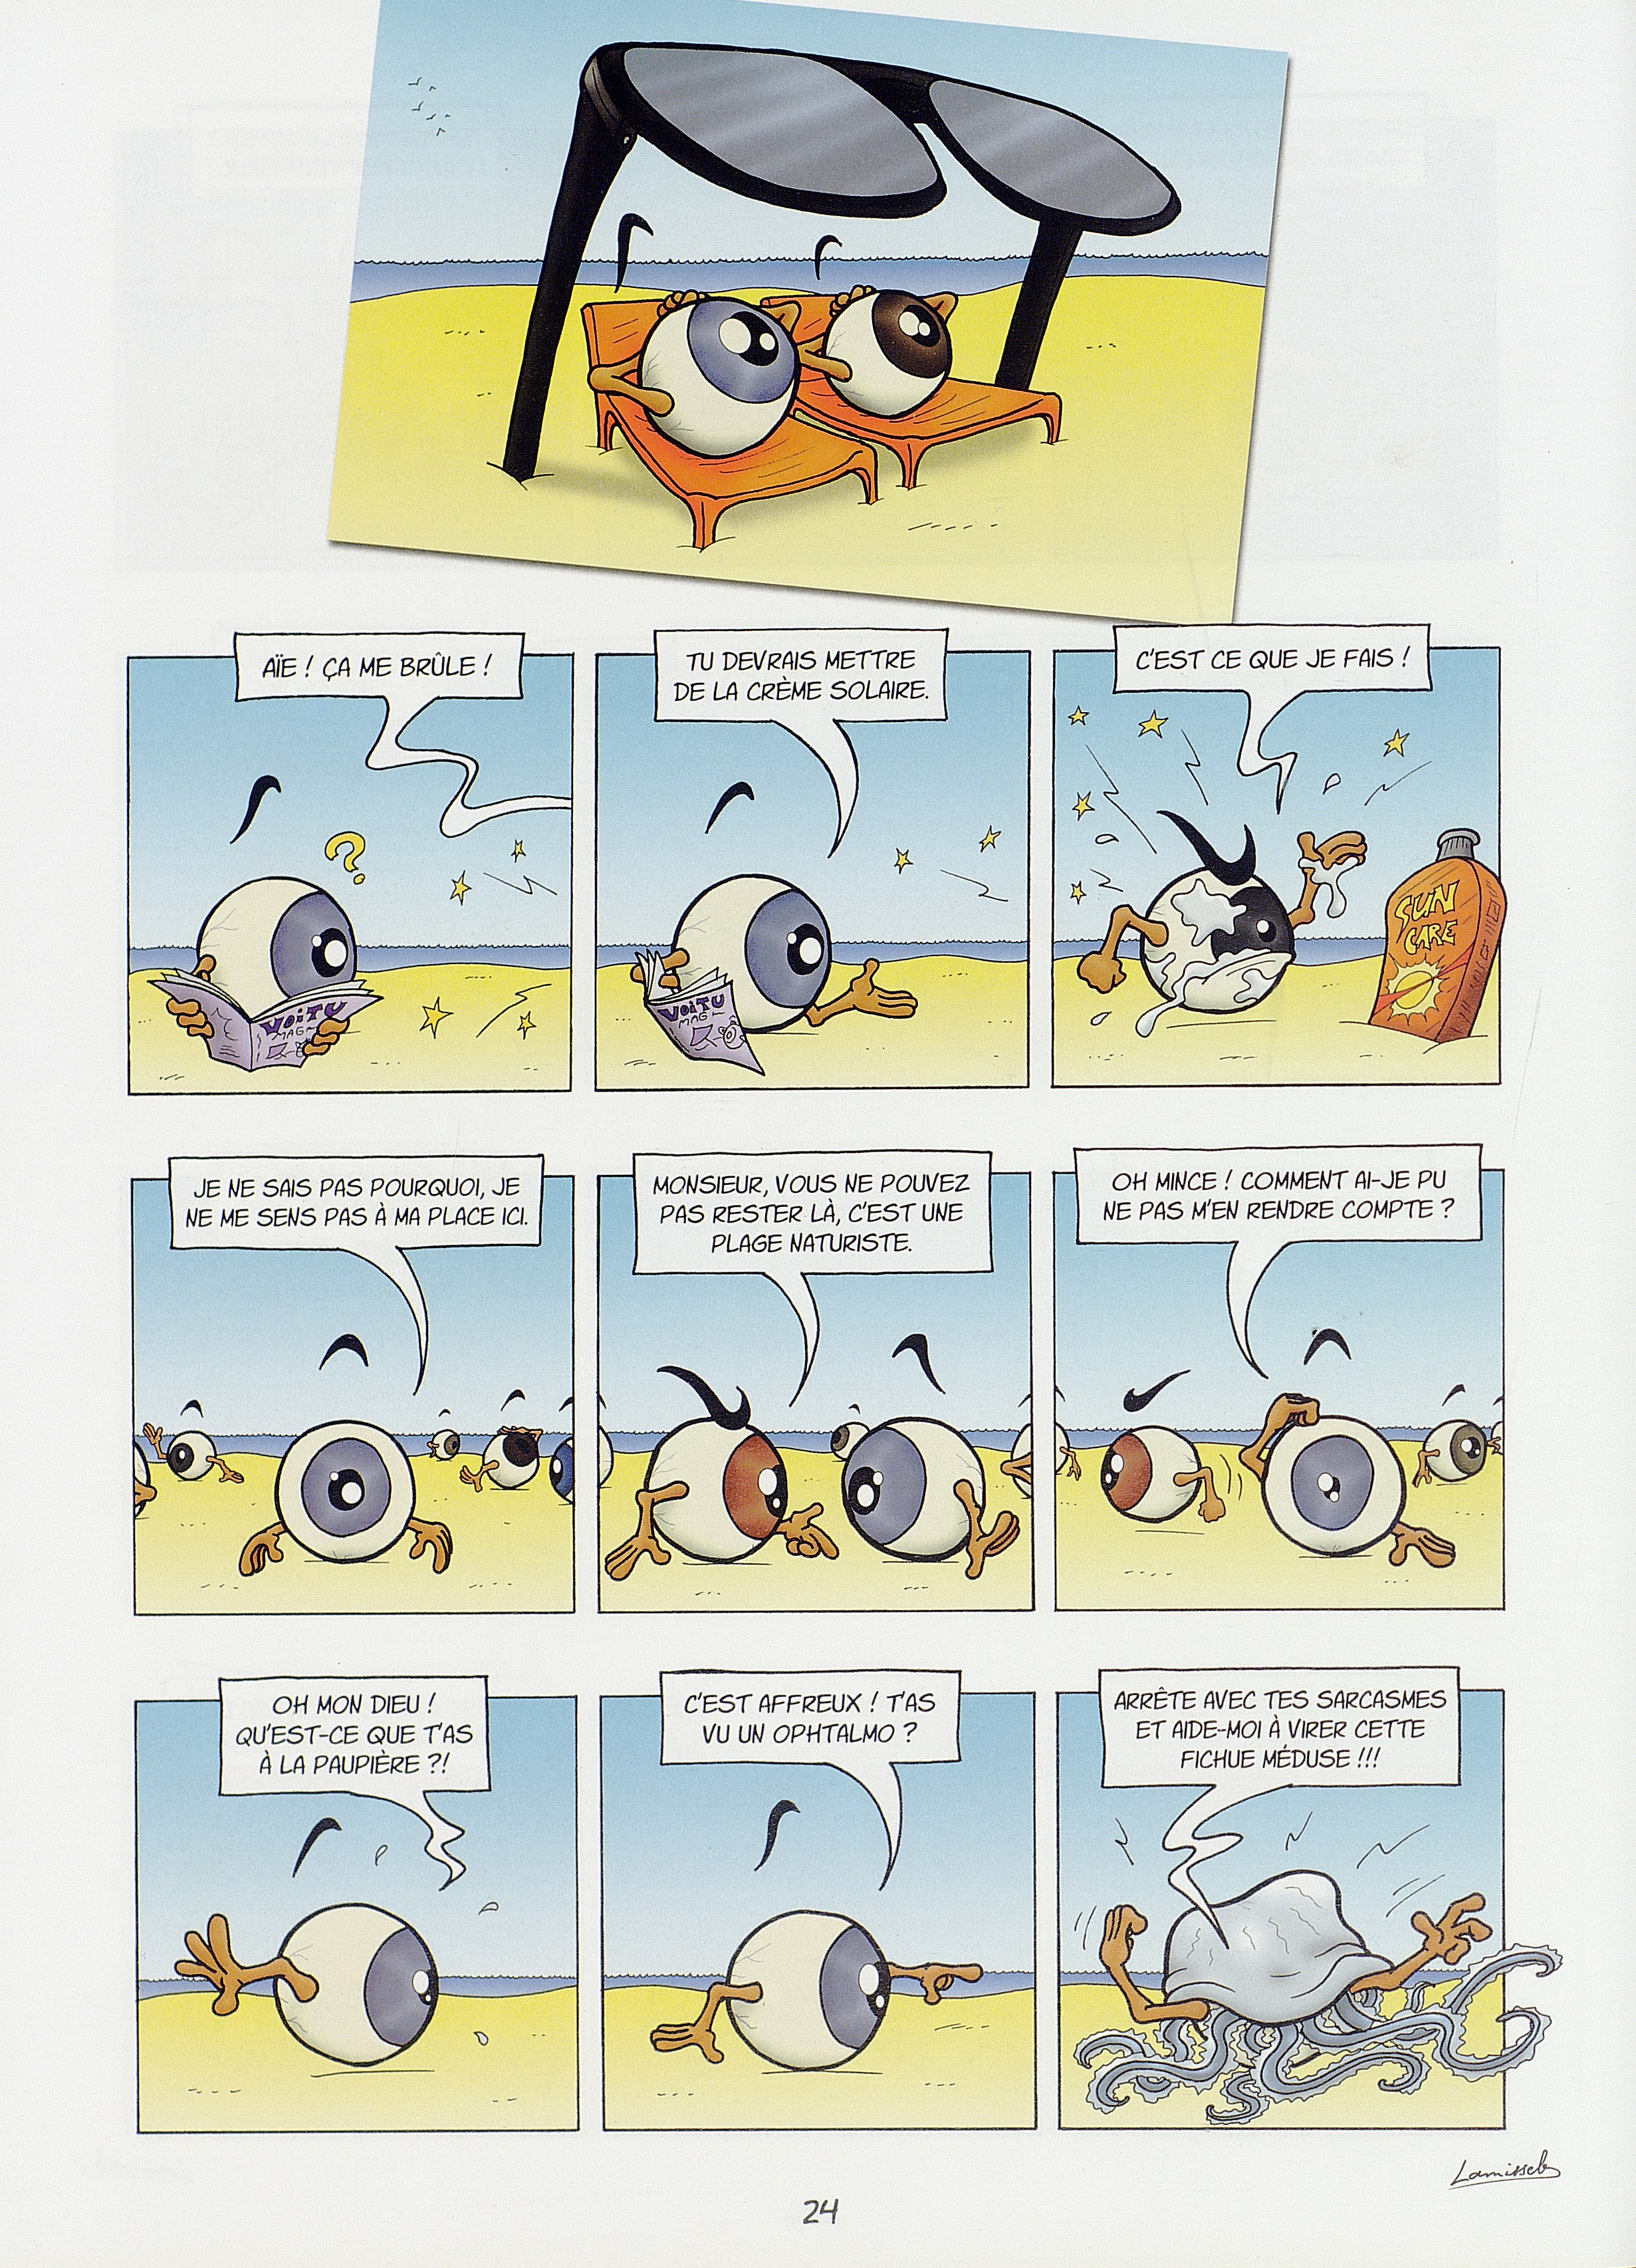 AÏE ! ÇA ME BRÛLE !
TU DEVRAIS METTRE
DE LA CRÈME SOLAIRE.
C'EST CE QUE JE FAIS !
VOITU
MAG
VOITU
MAG
SUN
CARE
JE NE SAIS PAS POURQUOI, JE
NE ME SENS PAS À MA PLACE ICI.
MONSIEUR, VOUS NE POUVEZ
PAS RESTER LÀ, C'EST UNE
PLAGE NATURISTE.
OH MINCE ! COMMENT AI-JE PU
NE PAS M'EN RENDRE COMPTE ?
OH MON DIEU !
QU'EST-CE QUE T'AS
À LA PAUPIÈRE ?!
C'EST AFFREUX ! T'AS
VU UN OPHTALMO ?
ARRÊTE AVEC TES SARCASMES
ET AIDE-MOI À VIRER CETTE
FICHUE MÉDUSE !!!
24